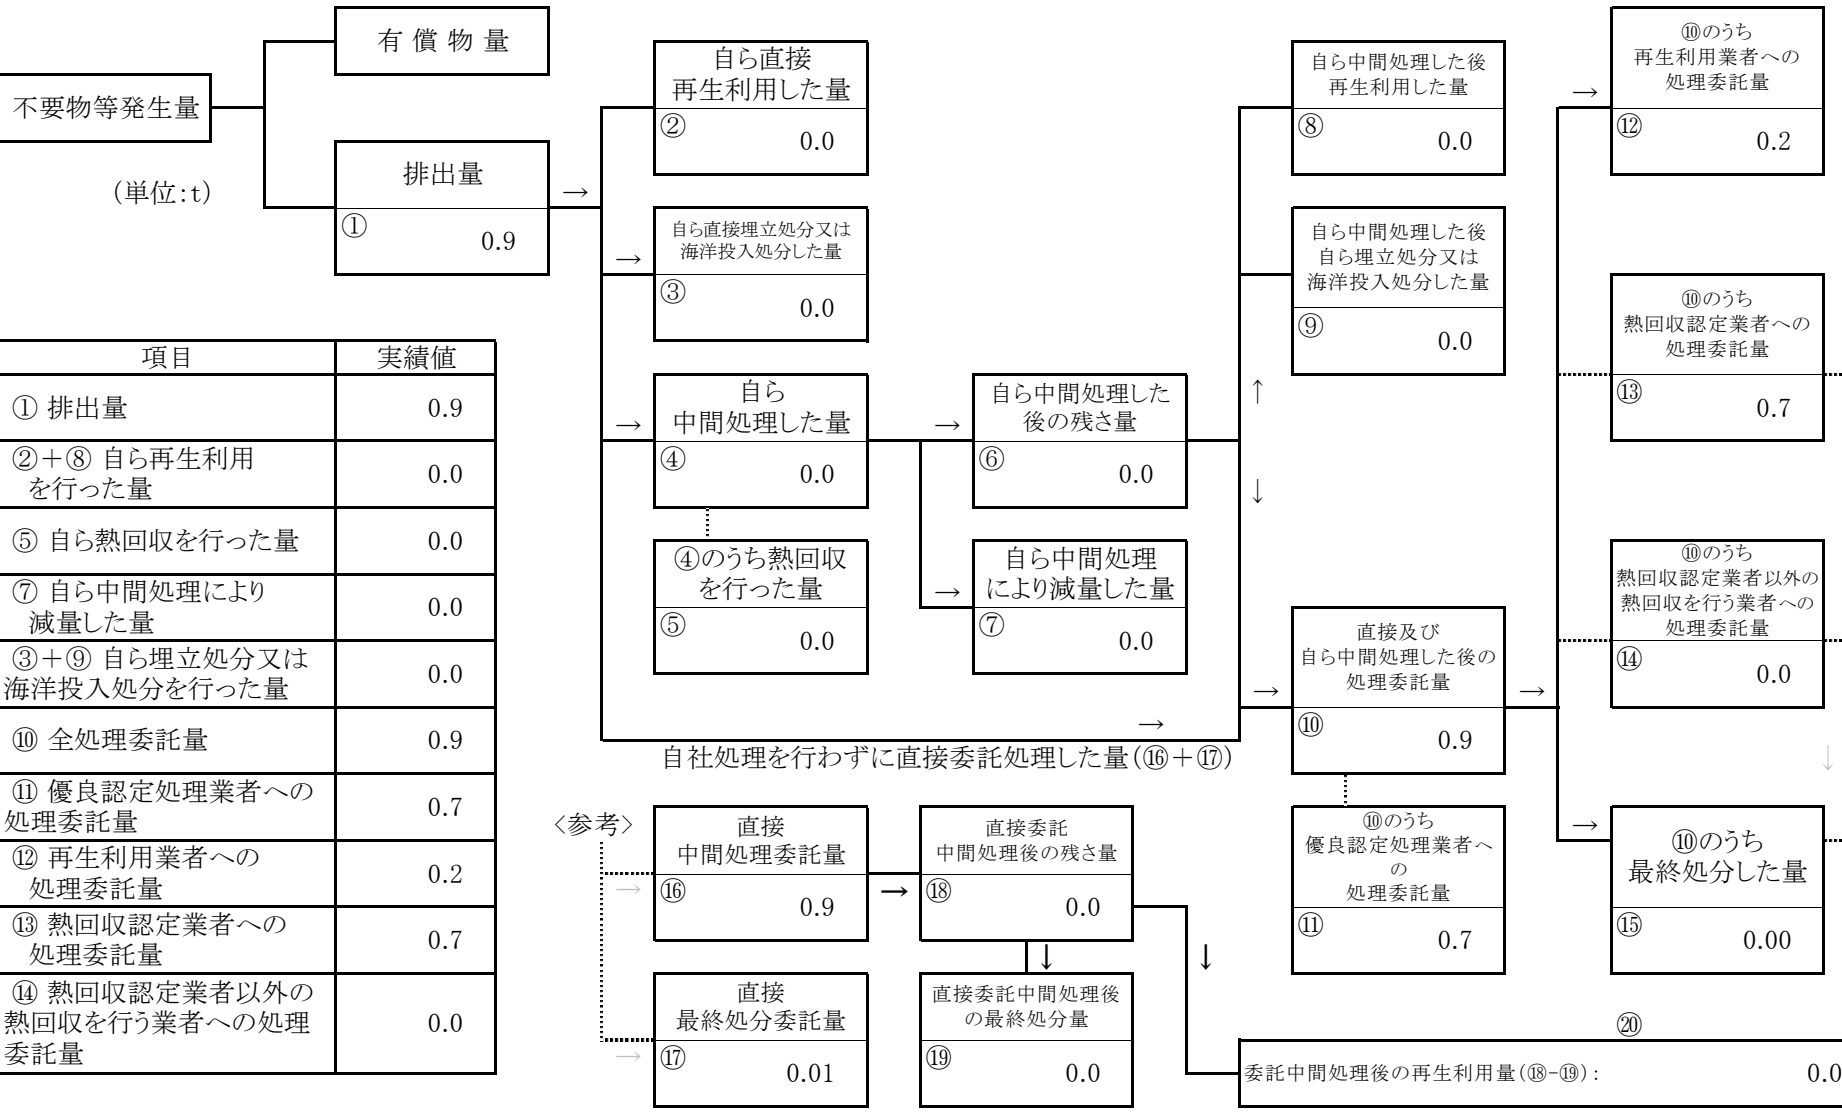 有 償 物 量
不要物等発生量
(単位:t)
排出量
①
0.9
→
自ら直接
再生利用した量
②
0.0
→
自ら直接埋立処分又は
海洋投入処分した量
③
0.0
→
自ら
中間処理した量
④
0.0
④のうち熱回収
を行った量
⑤
0.0
→
自ら中間処理した
後の残さ量
⑥
0.0
→
自ら中間処理
により減量した量
⑦
0.0
自ら中間処理した後
再生利用した量
⑧
0.0
自ら中間処理した後
自ら埋立処分又は
海洋投入処分した量
⑨
0.0
↑
↓
→
自社処理を行わずに直接委託処理した量(⑯+⑰)
→
直接及び
自ら中間処理した後の
処理委託量
⑩
0.9
⑩のうち
優良認定処理業者へ
の
処理委託量
⑪
0.7
→
→
⑩のうち
再生利用業者への
処理委託量
⑫
0.2
⑩のうち
熱回収認定業者への
処理委託量
⑬
0.7
⑩のうち
熱回収認定業者以外の
熱回収を行う業者への
処理委託量
⑭
0.0
↓
→
⑩のうち
最終処分した量
⑮
0.00
項目 実績値
① 排出量 0.9
②+⑧ 自ら再生利用
を行った量 0.0
⑤ 自ら熱回収を行った量 0.0
⑦ 自ら中間処理により
減量した量 0.0
③+⑨ 自ら埋立処分又は
海洋投入処分を行った量 0.0
⑩ 全処理委託量 0.9
⑪ 優良認定処理業者への
処理委託量 0.7
⑫ 再生利用業者への
処理委託量 0.2
⑬ 熱回収認定業者への
処理委託量 0.7
⑭ 熱回収認定業者以外の
熱回収を行う業者への処理
委託量 0.0
<参考>
→
直接
中間処理委託量
⑯
0.9
→
直接委託
中間処理後の残さ量
⑱
0.0
↓
↓
→
直接
最終処分委託量
⑰
0.01
直接委託中間処理後
の最終処分量
⑲
0.0
⑳
委託中間処理後の再生利用量(⑱-⑲): 0.0